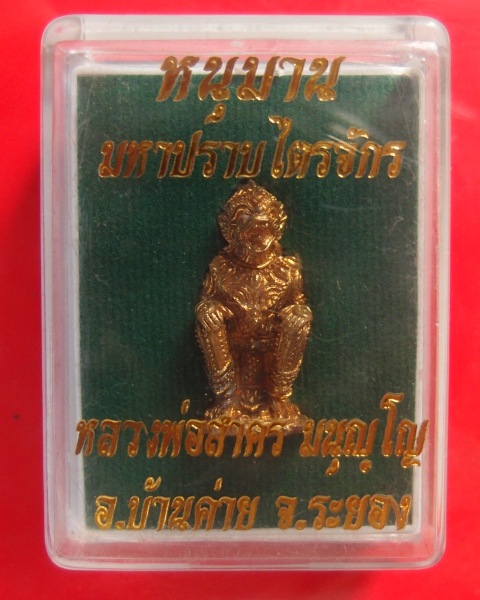 หนุมาน
มหาปราบไตรจักร
หลวงพ่อสาคร มนุญฺโญ
อ.บ้านค่าย จ.ระยอง